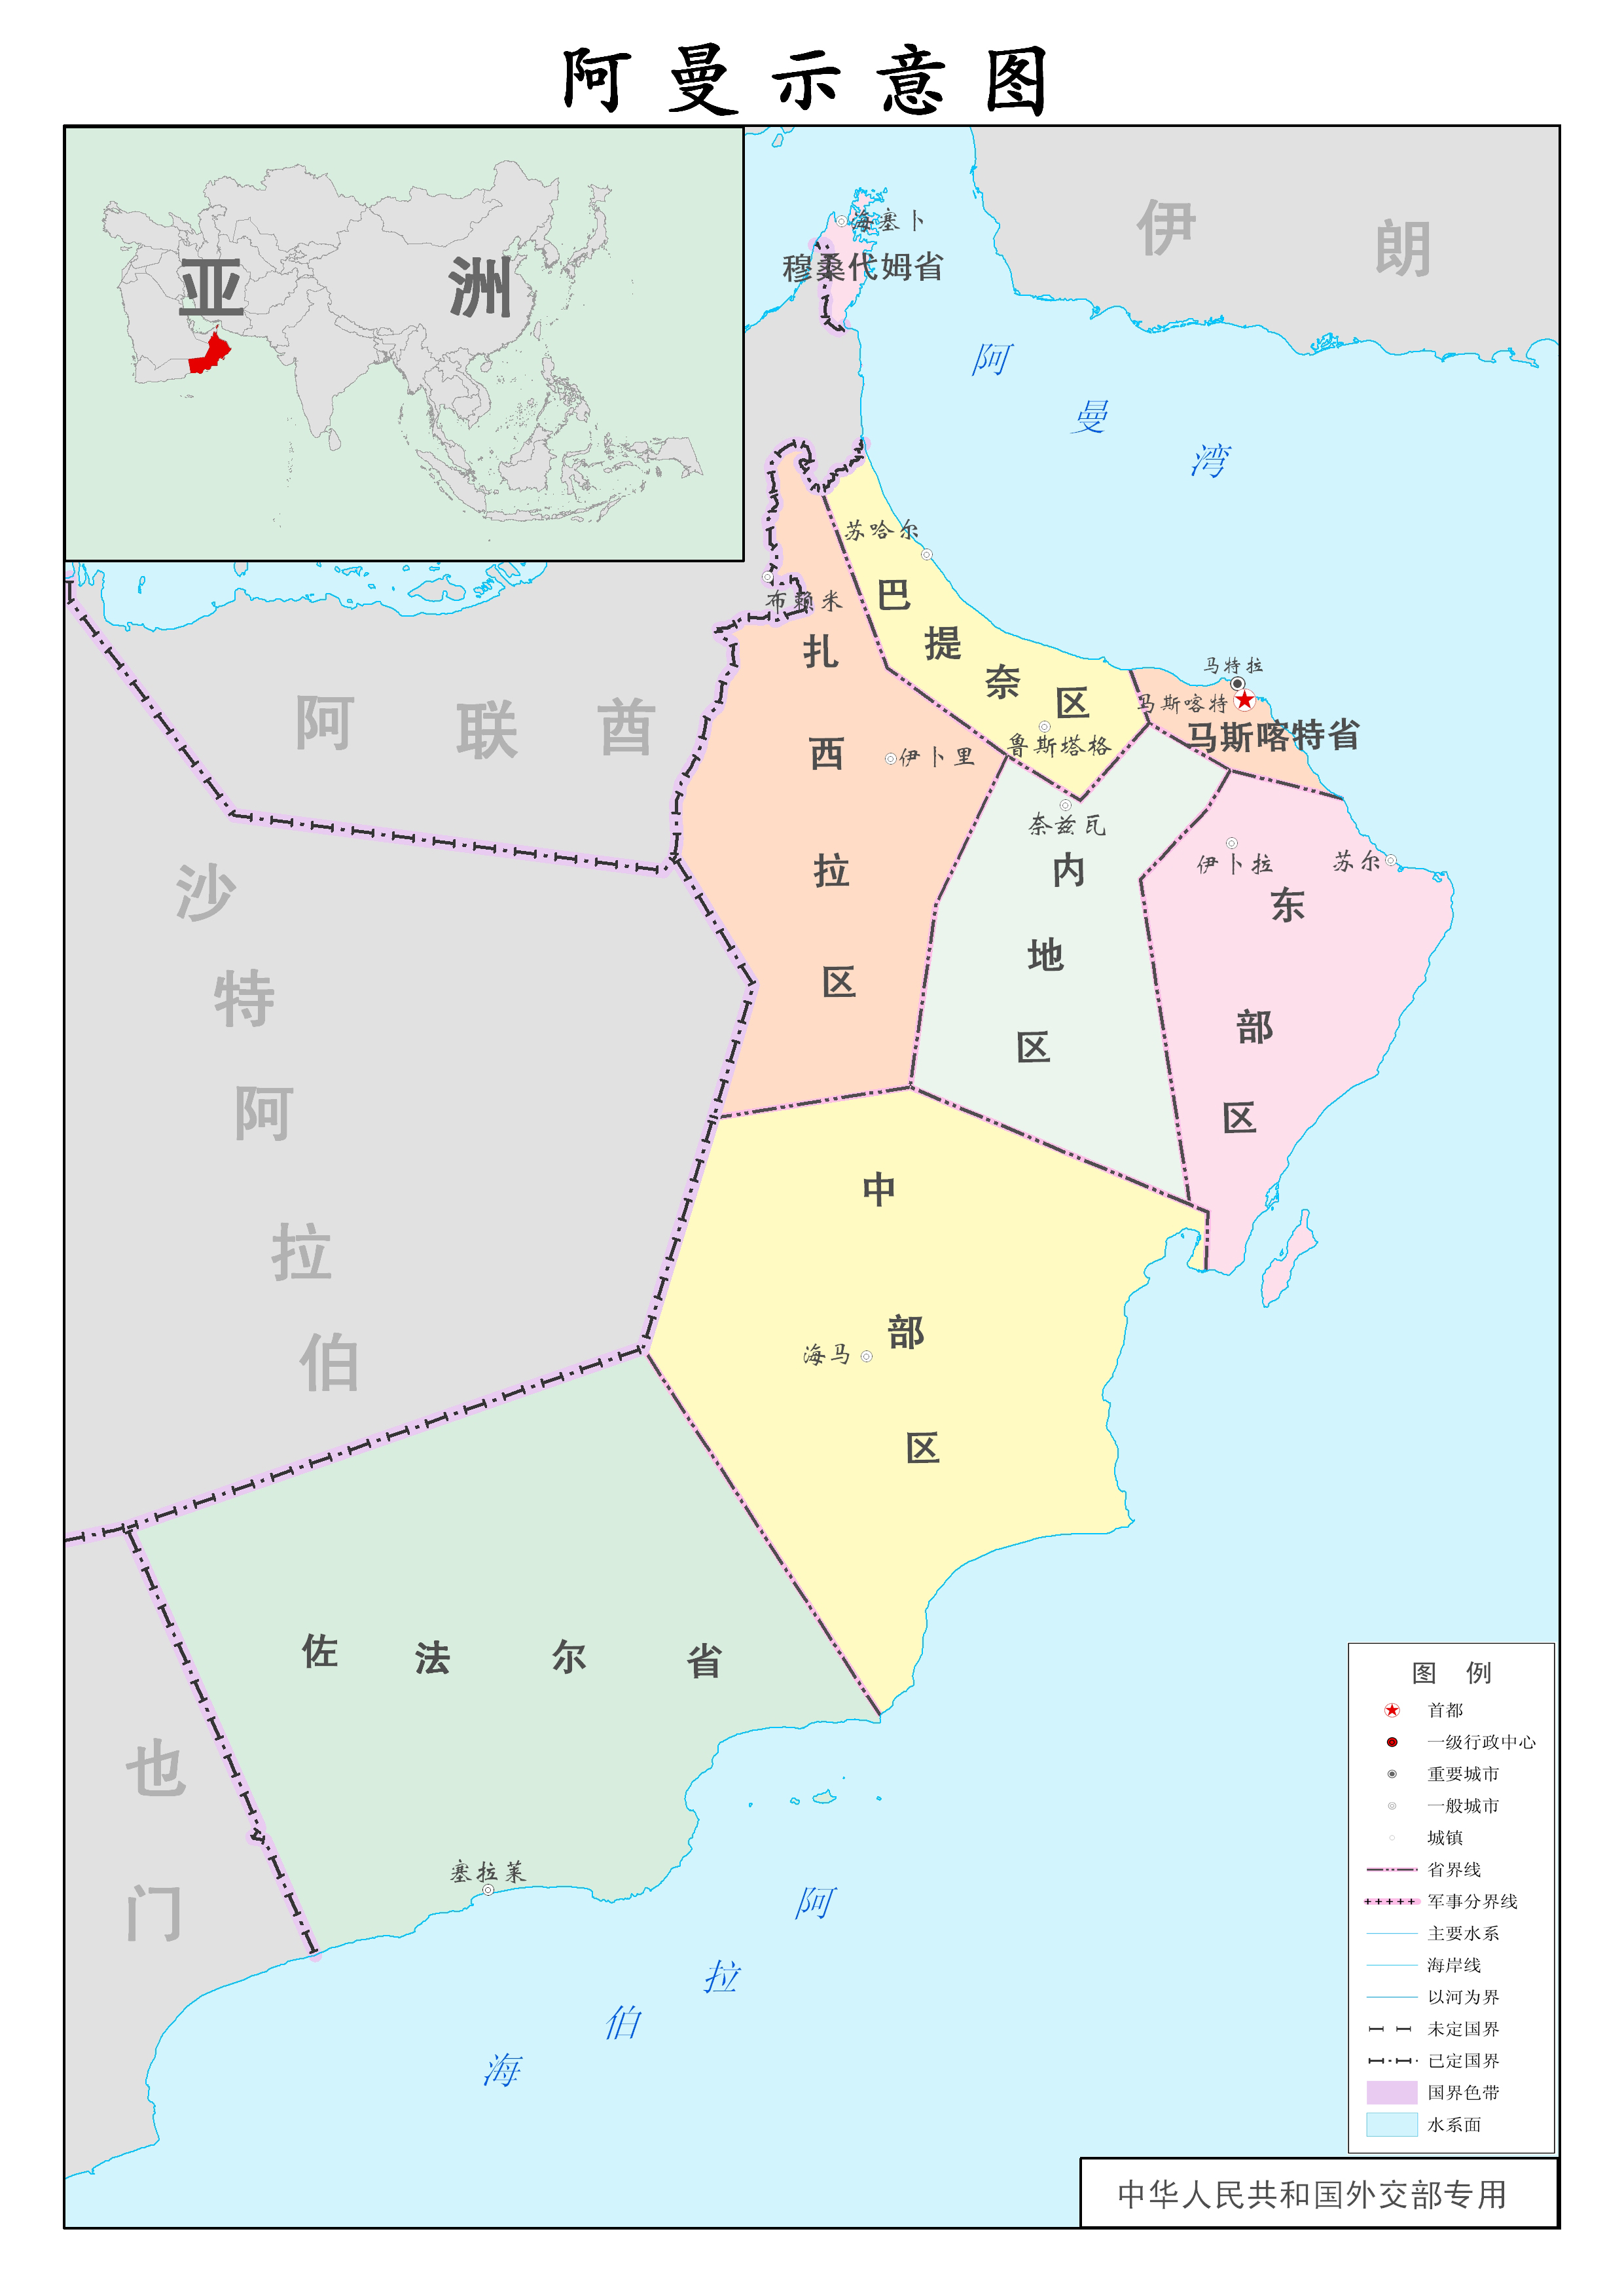 阿曼示意图
亚洲
伊朗
海塞卜
穆桑代姆省
阿曼湾
苏哈尔
布赖米
巴提奈区
扎西拉区
马特拉
马斯喀特
马斯喀特省
鲁斯塔格
伊卜里
奈兹瓦
内地区
伊卜拉
苏尔
东部区
阿联酋
沙特阿拉伯
中部区
海马
佐法尔省
塞拉莱
也门
阿拉伯海
图例
首都
一级行政中心
重要城市
一般城市
城镇
省界线
军事分界线
主要水系
海岸线
以河为界
未定国界
已定国界
国界色带
水系面
中华人民共和国外交部专用